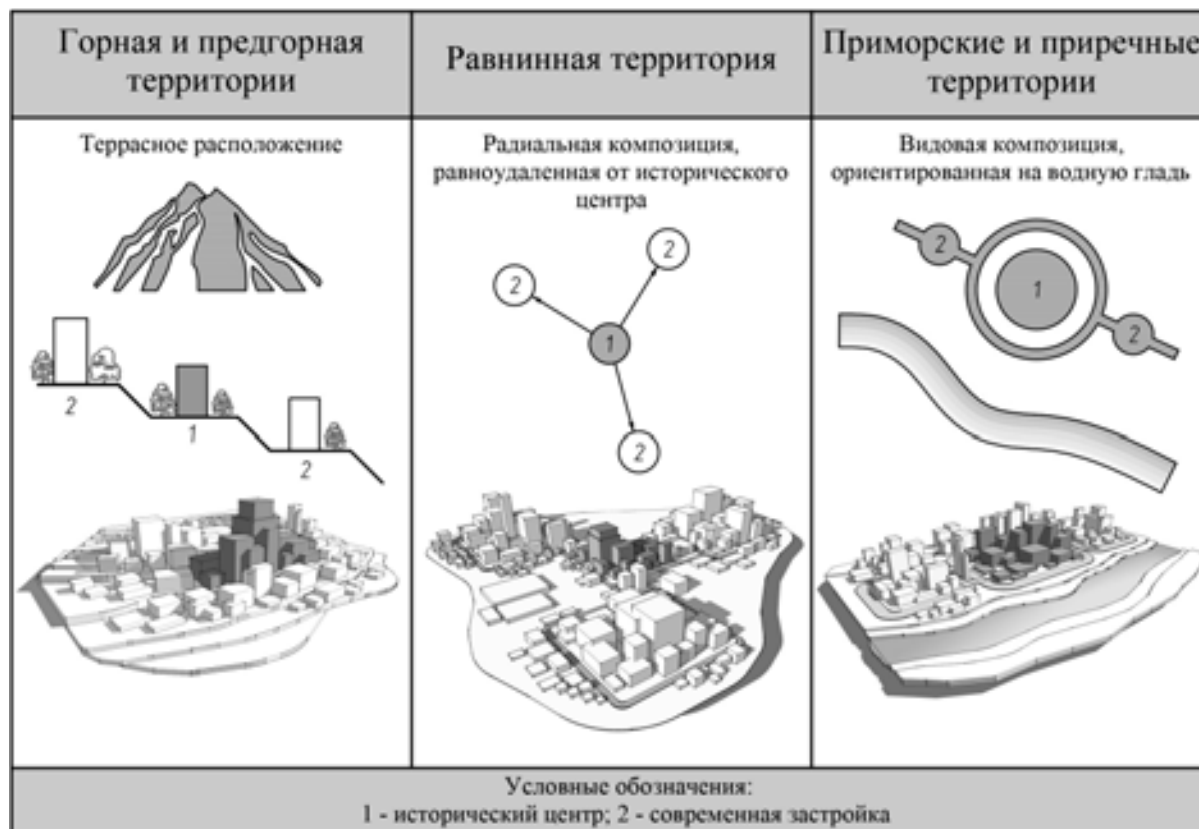 Горная и предгорная
территории
Равнинная территория
Приморские и приречные
территории
Террасное расположение
2
1
2
Радиальная композиция,
равноудаленная от исторического
центра
2
2
1
2
Видовая композиция,
ориентированная на водную гладь
2
1
2
Условные обозначения:
1 - исторический центр; 2 - современная застройка